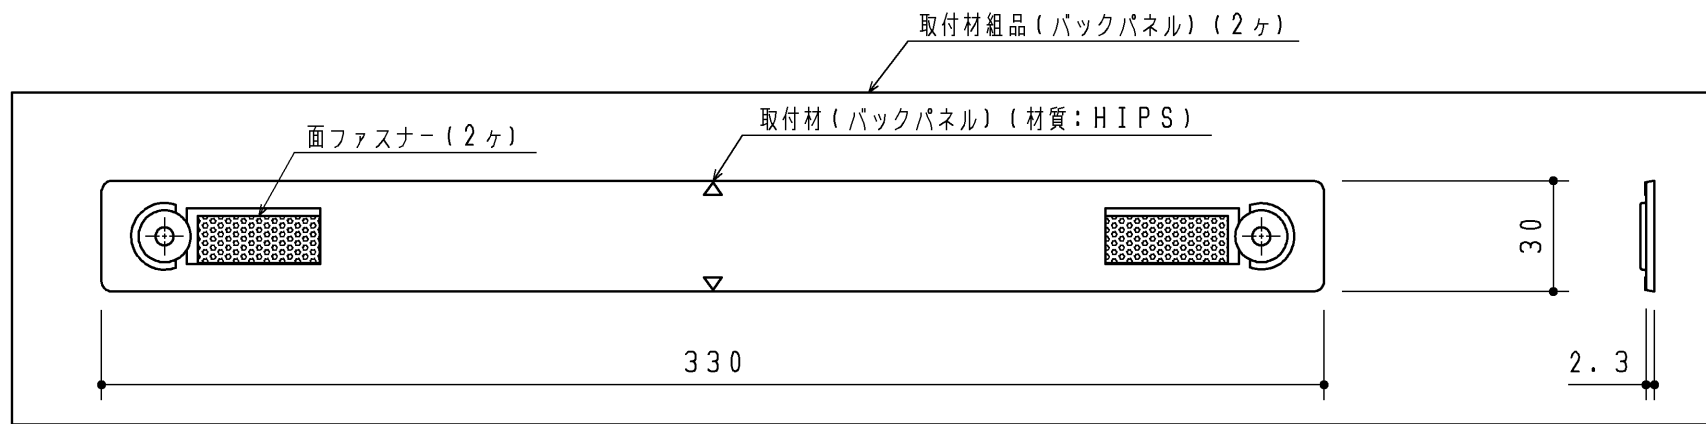 取付材組品(バックパネル)(2ヶ)
取付材(バックパネル)(材質:HIPS)
面ファスナー(2ヶ)
30
330
2.3